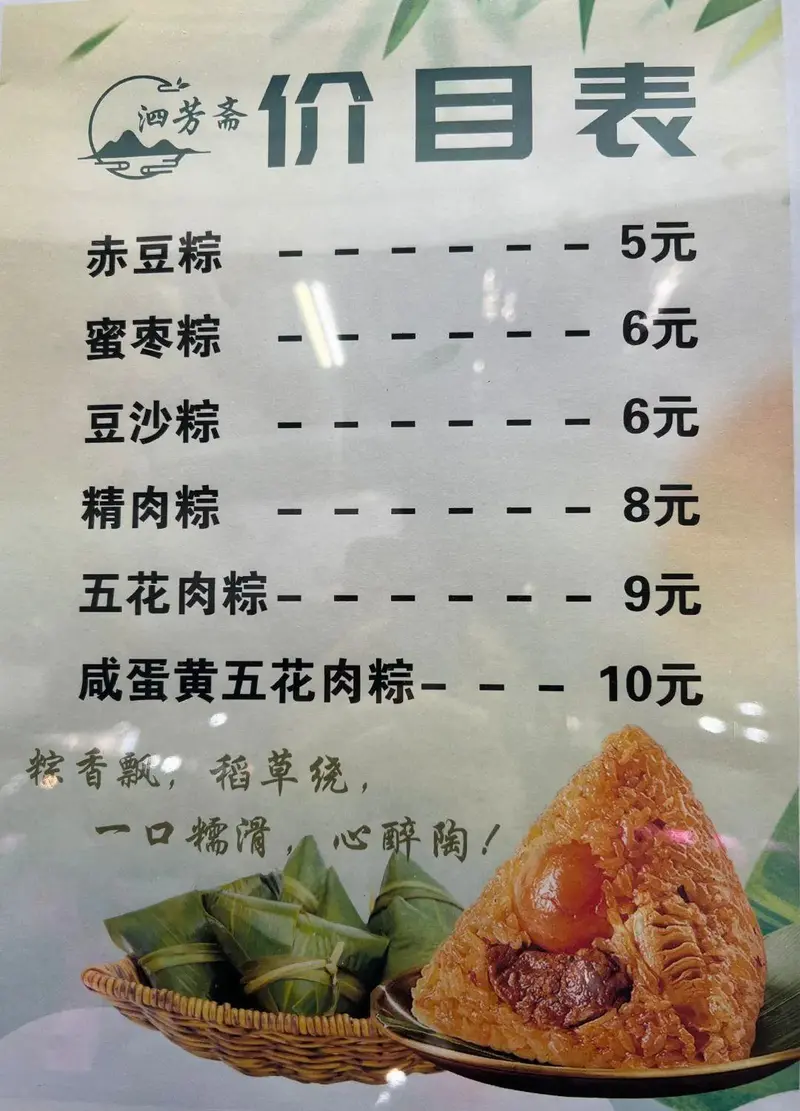 泗芳斋
价目表
赤豆粽 – – – – – – 5元
蜜枣粽 – – – – – – 6元
豆沙粽 – – – – – – 6元
精肉粽 – – – – – – 8元
五花肉粽– – – – – – 9元
咸蛋黄五花肉粽– – – 10元
粽香飘，稻草绕，
一口糯滑，心醉陶！